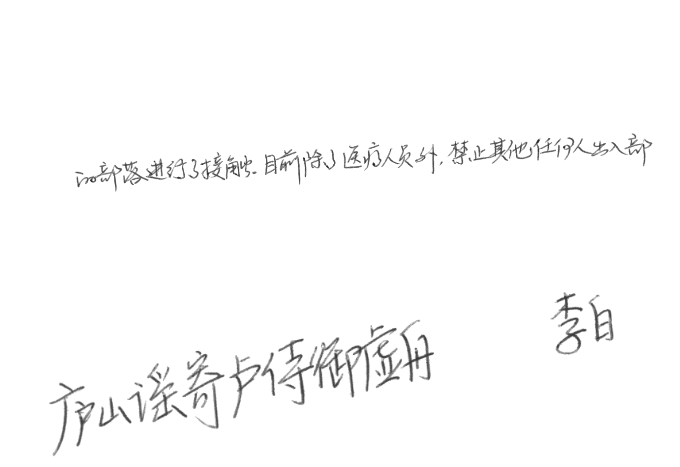 的部落进行了接触。目前除了医疗人员外，禁止其他任何人出入部
李白
庐山谣寄卢侍御虚舟